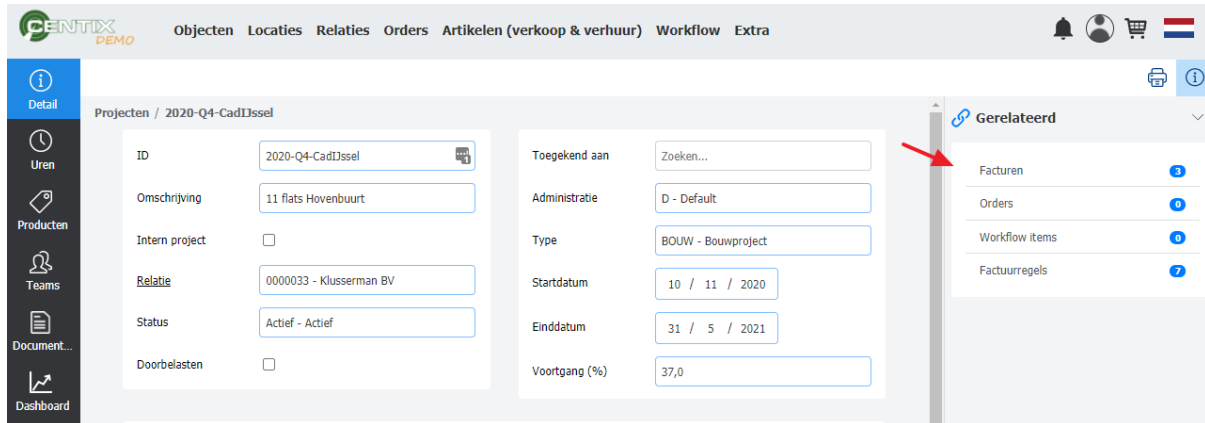 CENTIX
DEMO
Objecten Locaties Relaties Orders Artikelen (verkoop & verhuur) Workflow Extra
Detail
Uren
Producten
Teams
Document...
Dashboard
Projecten / 2020-Q4-CadIJssel
ID 2020-Q4-CadIJssel 1
Omschrijving 11 flats Hovenbuurt
Intern project
Relatie 0000033 - Klusserman BV
Status Actief - Actief
Doorbelasten
Toegekend aan Zoeken...
Administratie D - Default
Type BOUW - Bouwproject
Startdatum 10 / 11 / 2020
Einddatum 31 / 5 / 2021
Voortgang (%) 37,0
Gerelateerd
Facturen 3
Orders 0
Workflow items 0
Factuurregels 7